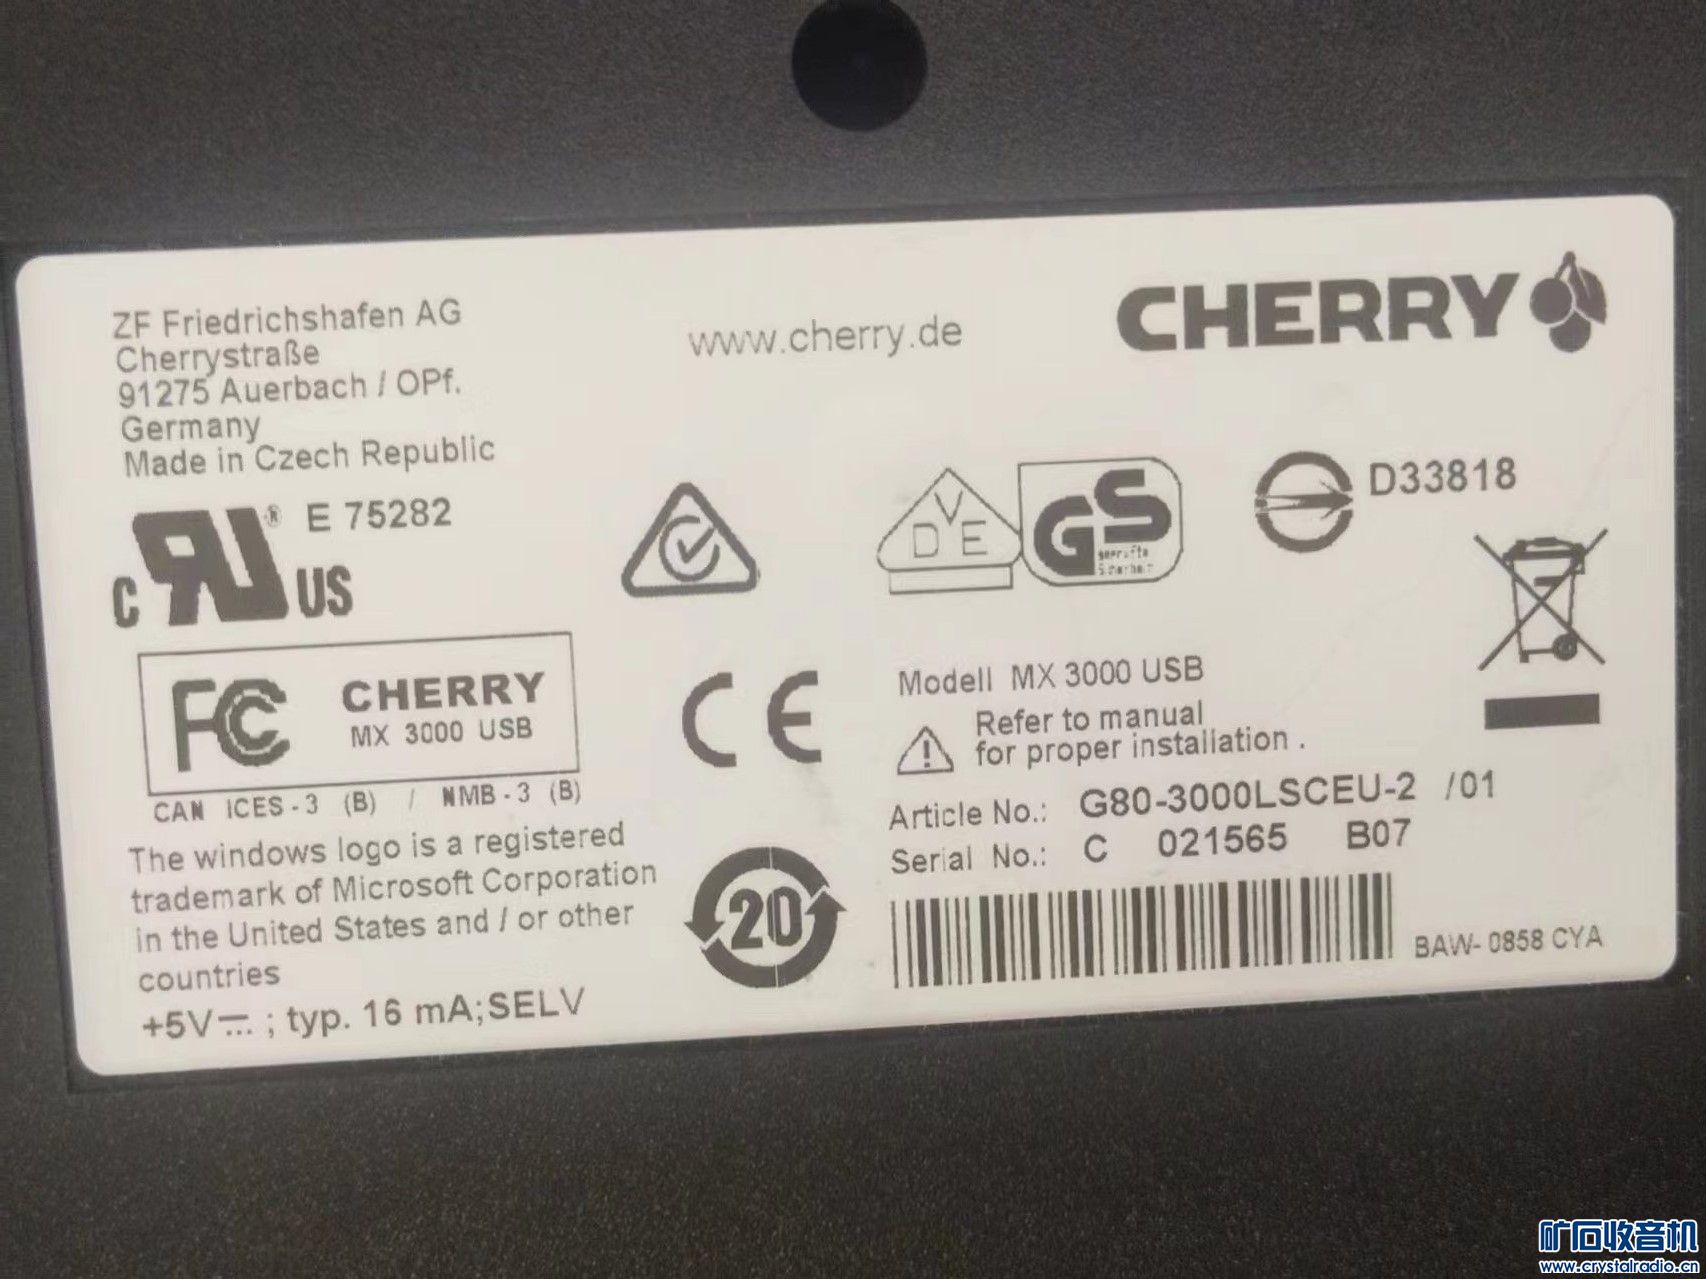 ZF Friedrichshafen AG
Cherrystraße
91275 Auerbach / OPf.
Germany
Made in Czech Republic
www.cherry.de
CHERRY
E 75282
C RU® US
VDE
GS
geprüfte
Sicherheit
D33818
FC CHERRY
MX 3000 USB
CAN ICES-3 (B) / NMB-3 (B)
CE
Modell MX 3000 USB
Refer to manual
for proper installation .
Article No.: G80-3000LSCEU-2 /01
Serial No.: C 021565 B07
BAW- 0858 CYA
The windows logo is a registered
trademark of Microsoft Corporation
in the United States and / or other
countries
+5V⎓ ; typ. 16 mA;SELV
20
矿石收音机
www.crystalradio.cn